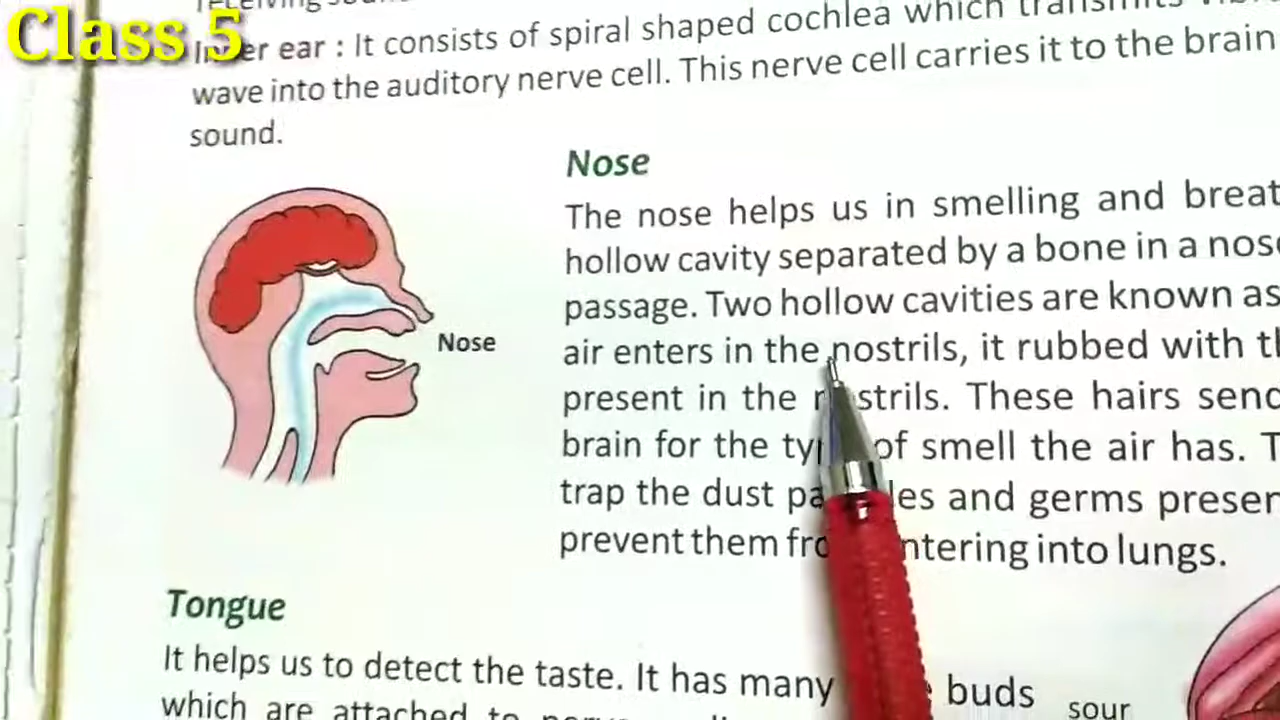 Class 5
Inner ear : It consists of spiral shaped cochlea which transmits
wave into the auditory nerve cell. This nerve cell carries it to the brain
sound.
Nose
The nose helps us in smelling and breat
hollow cavity separated by a bone in a nose
passage. Two hollow cavities are known as
Nose
air enters in the nostrils, it rubbed with th
present in the nostrils. These hairs send
brain for the of smell the air has. T
trap the dust and germs presen
prevent them entering into lungs.
Tongue
It helps us to detect the taste. It has many buds
sour
which are attached to